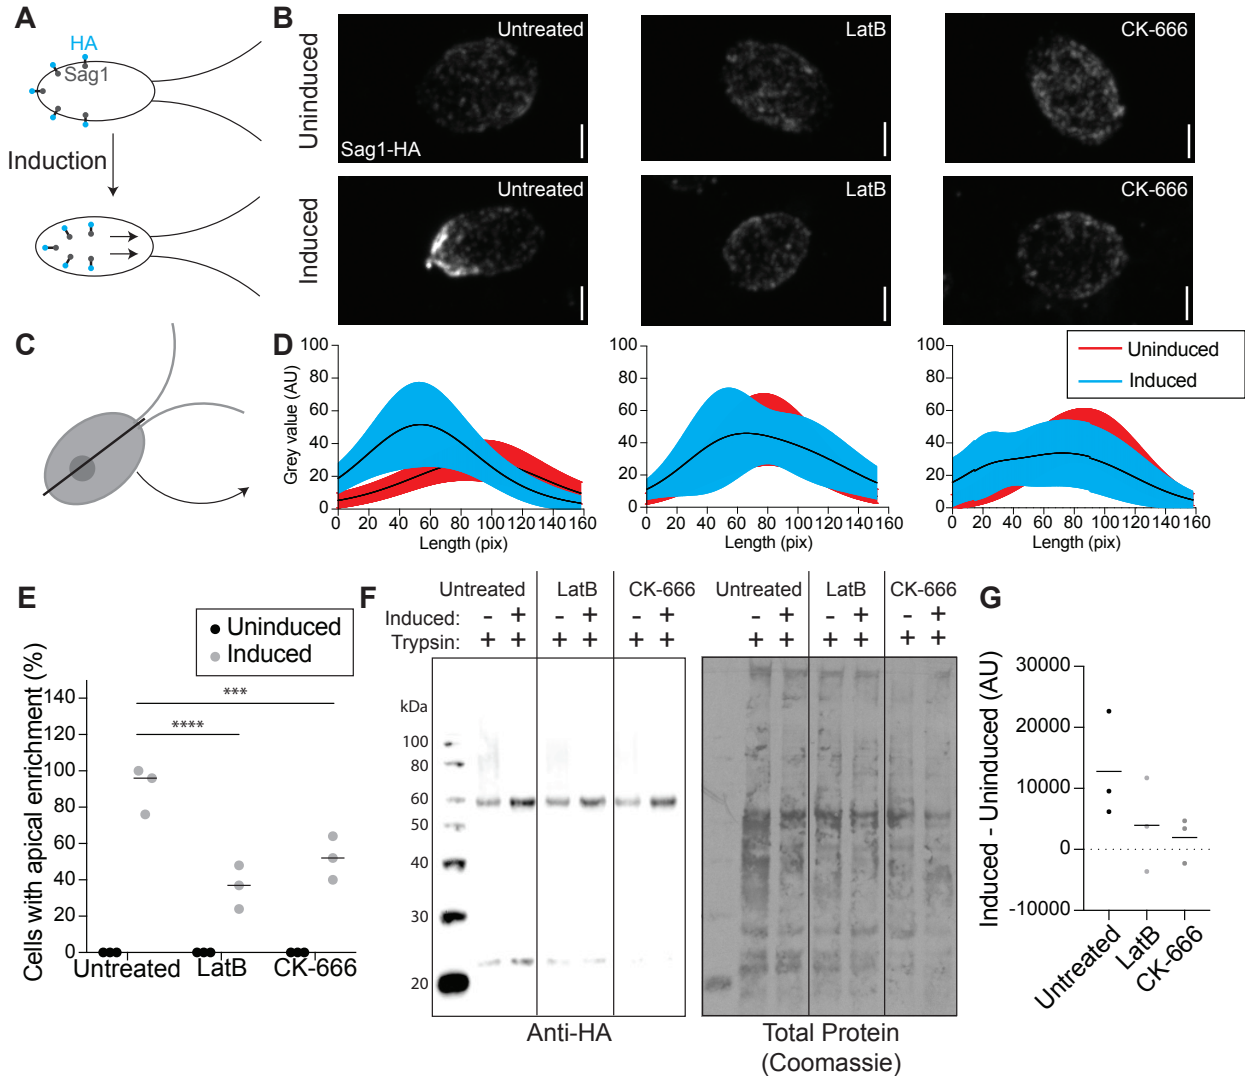 A
HA
Sag1
Induction
B
Uninduced
Untreated
LatB
CK-666
Sag1-HA
Induced
Untreated
LatB
CK-666
C
D
Grey value (AU)
100
80
60
40
20
0
0 20 40 60 80 100 120 140 160
Length (pix)
100
80
60
40
20
0
0 20 40 60 80 100 120 140 160
Length (pix)
100
80
60
40
20
0
0 20 40 60 80 100 120 140 160
Length (pix)
Uninduced
Induced
E
Uninduced
Induced
Cells with apical enrichment (%)
140
120
100
80
60
40
20
0
***
****
Untreated LatB CK-666
F
Untreated LatB CK-666 Untreated LatB CK-666
Induced: - + - + - + - + - + - +
Trypsin: + + + + + + + + + + + +
kDa
100
80
60
50
40
30
20
Anti-HA
Total Protein
(Coomassie)
G
Induced - Uninduced (AU)
30000
20000
10000
0
-10000
Untreated
LatB
CK-666